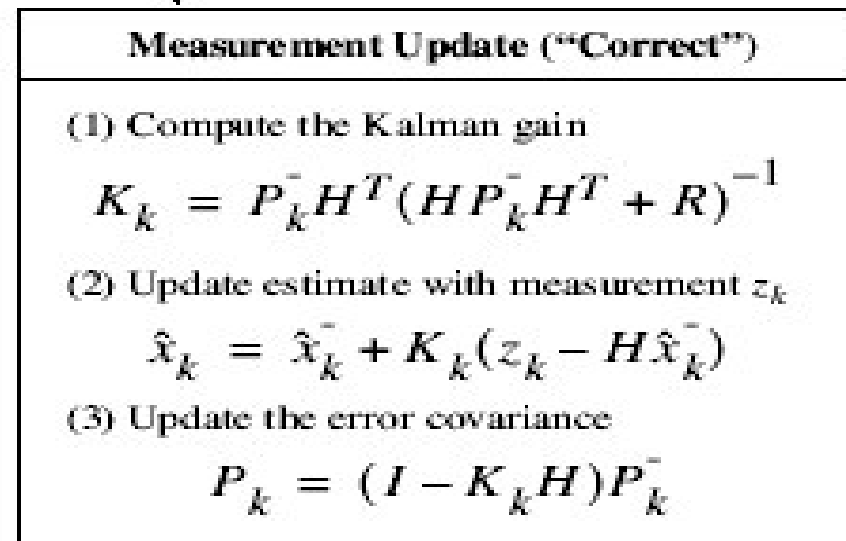 Measurement Update (“Correct”)
(1) Compute the Kalman gain
K_k = P_k^- H^T (H P_k^- H^T + R)^{-1}
(2) Update estimate with measurement z_k
x̂_k = x̂_k^- + K_k (z_k − H x̂_k^-)
(3) Update the error covariance
P_k = (I − K_k H) P_k^-